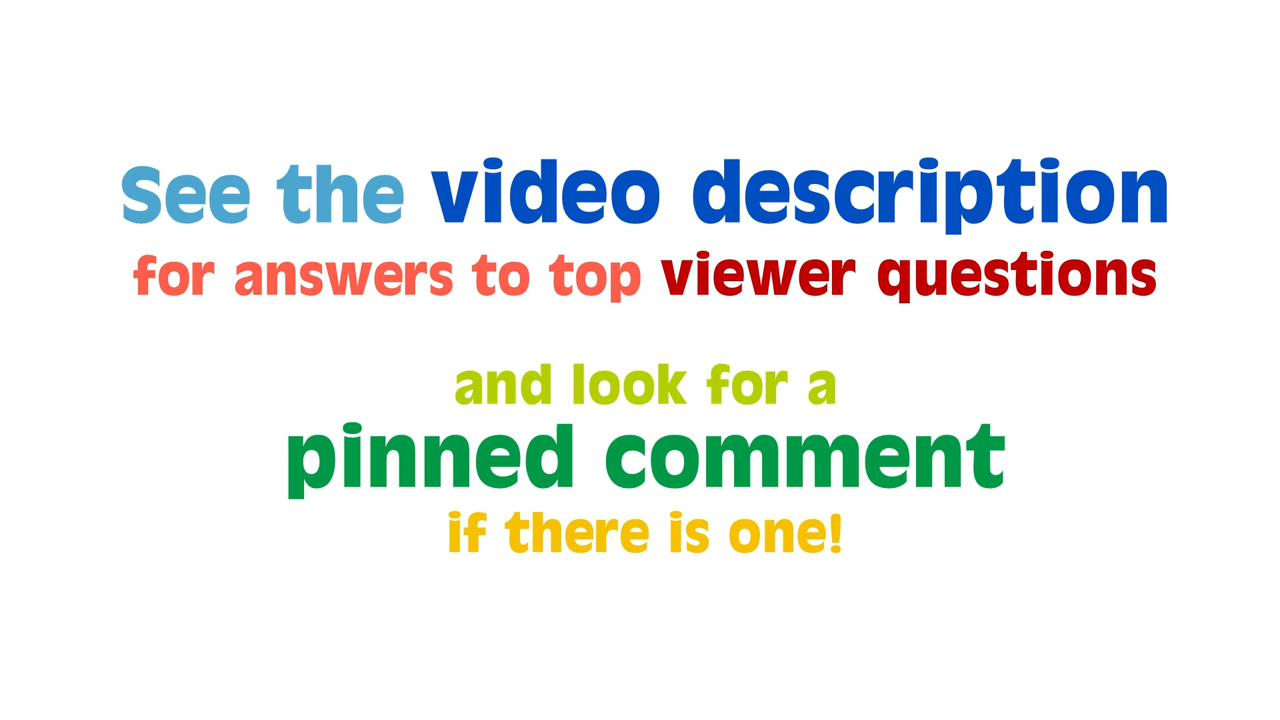 See the video description
for answers to top viewer questions
and look for a
pinned comment
if there is one!